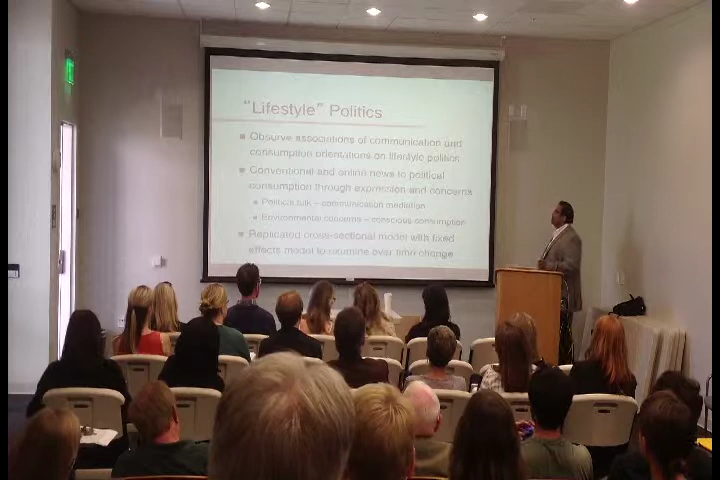 “Lifestyle” Politics
Observe associations of communication and
consumption orientations on lifestyle politics
Conventional and online news to political
consumption through expression and concerns
Politics talk – communication mediation
Environmental concerns – conscious consumption
Replicated cross-sectional model with fixed
effects model to examine over time change